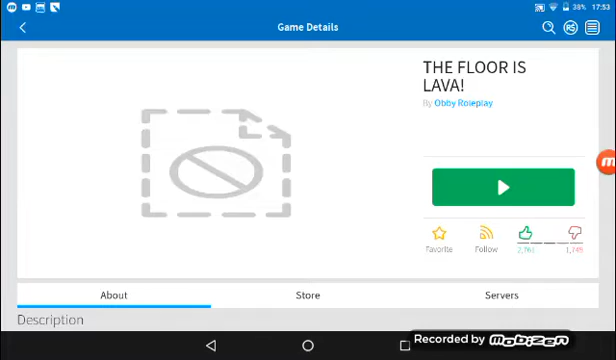 38% 17:53
Game Details
R$
THE FLOOR IS
LAVA!
By Obby Roleplay
Favorite
Follow
2,761
1,749
About
Store
Servers
Description
Recorded by mobizen